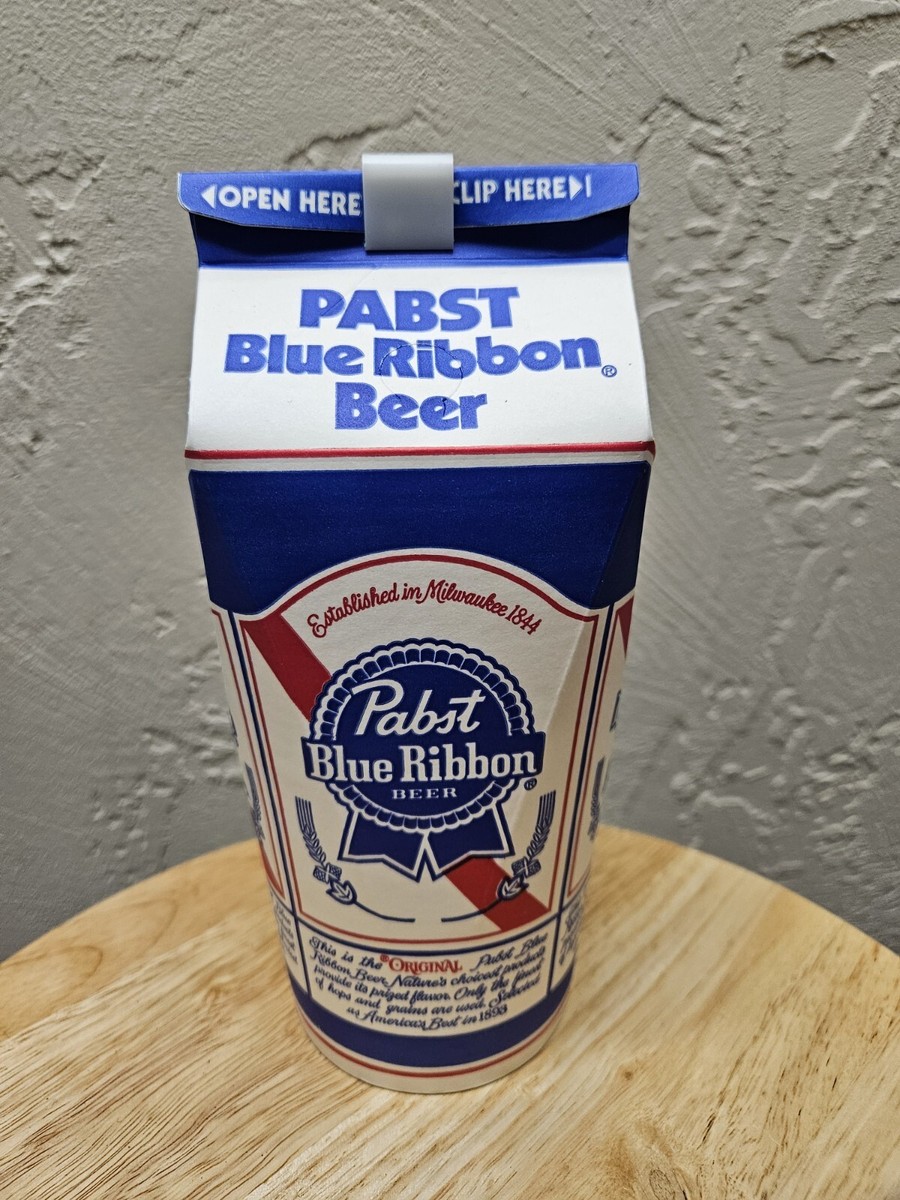 ◀OPEN HERE CLIP HERE▶
PABST
Blue Ribbon®
Beer
Established in Milwaukee 1844
Pabst
Blue Ribbon®
BEER
This is the ®ORIGINAL Pabst Blue
Ribbon Beer. Nature's choicest products
provide its prized flavor. Only the finest
of hops and grains are used. Selected
as America's Best in 1893